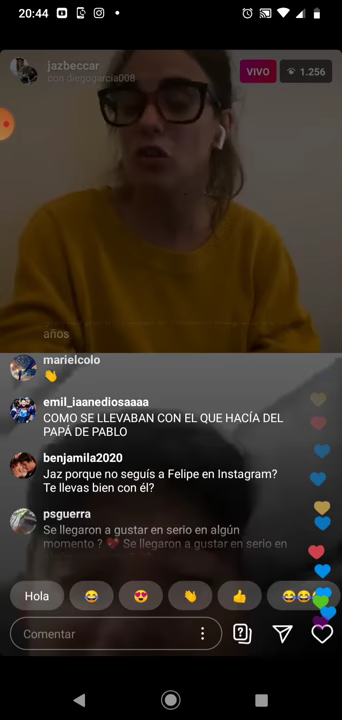 20:44
jazbeccar
con diegogarcia008
VIVO
1.256
años
marielcolo
emil_iaanediosaaaa
COMO SE LLEVABAN CON EL QUE HACÍA DEL
PAPÁ DE PABLO
benjamila2020
Jaz porque no seguís a Felipe en Instagram?
Te llevas bien con él?
psguerra
Se llegaron a gustar en serio en algún
momento ? Se llegaron a gustar en serio en
Hola
Comentar